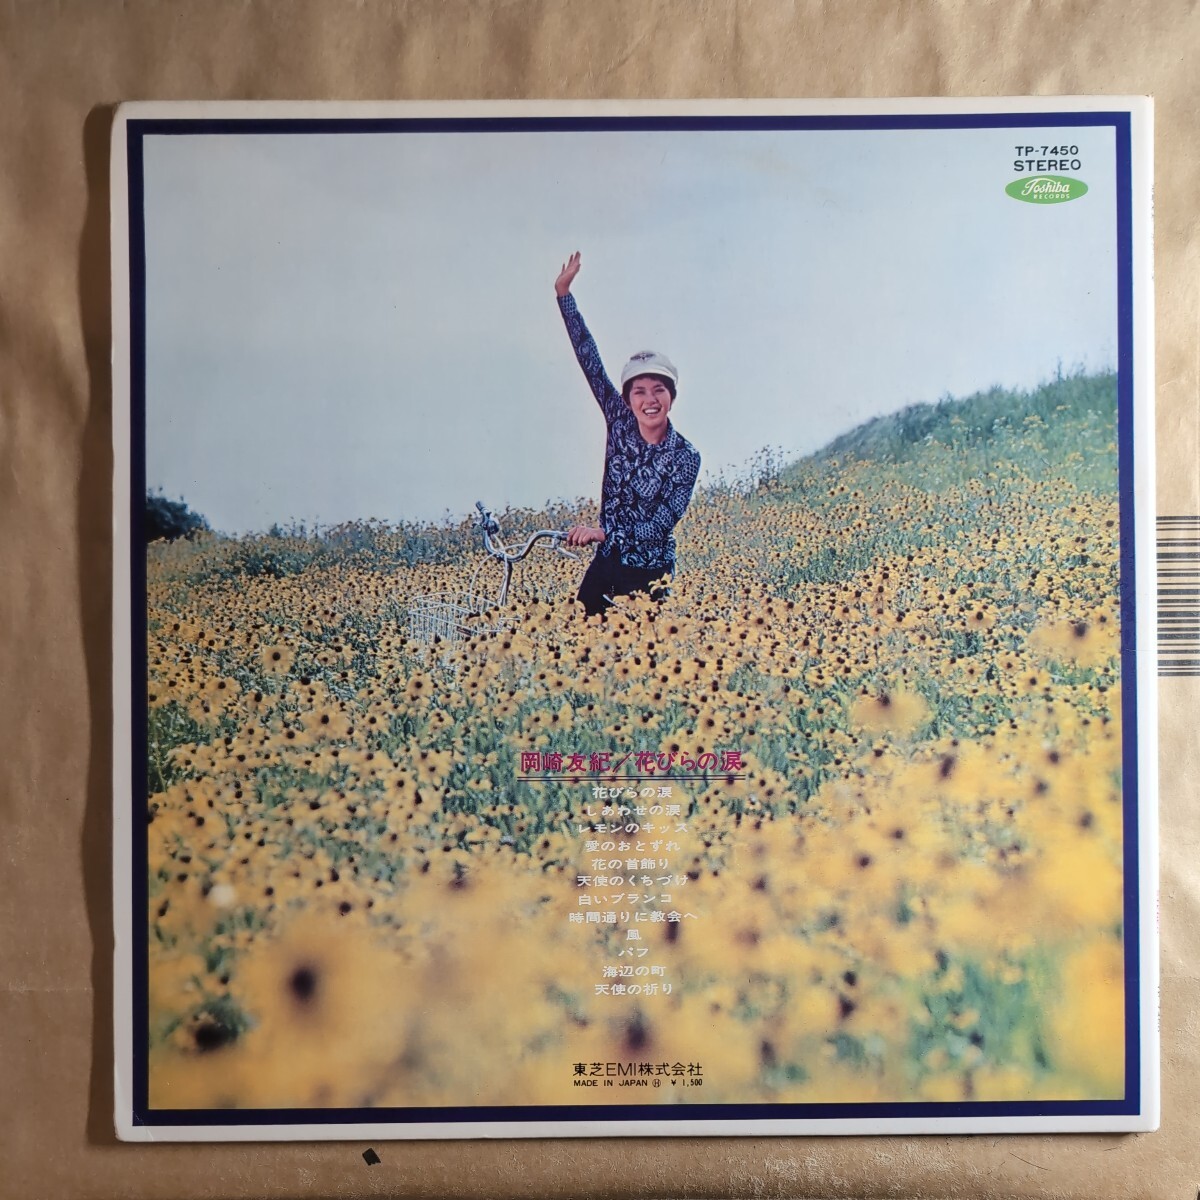 TP-7450
STEREO
Toshiba
RECORDS
岡崎友紀／花びらの涙
花びらの涙
しあわせの涙
レモンのキッス
愛のおとずれ
花の首飾り
天使のくちづけ
白いブランコ
時間通りに教会へ
風
パフ
海辺の町
天使の祈り
東芝EMI株式会社
MADE IN JAPAN Ⓗ ¥ 1,500